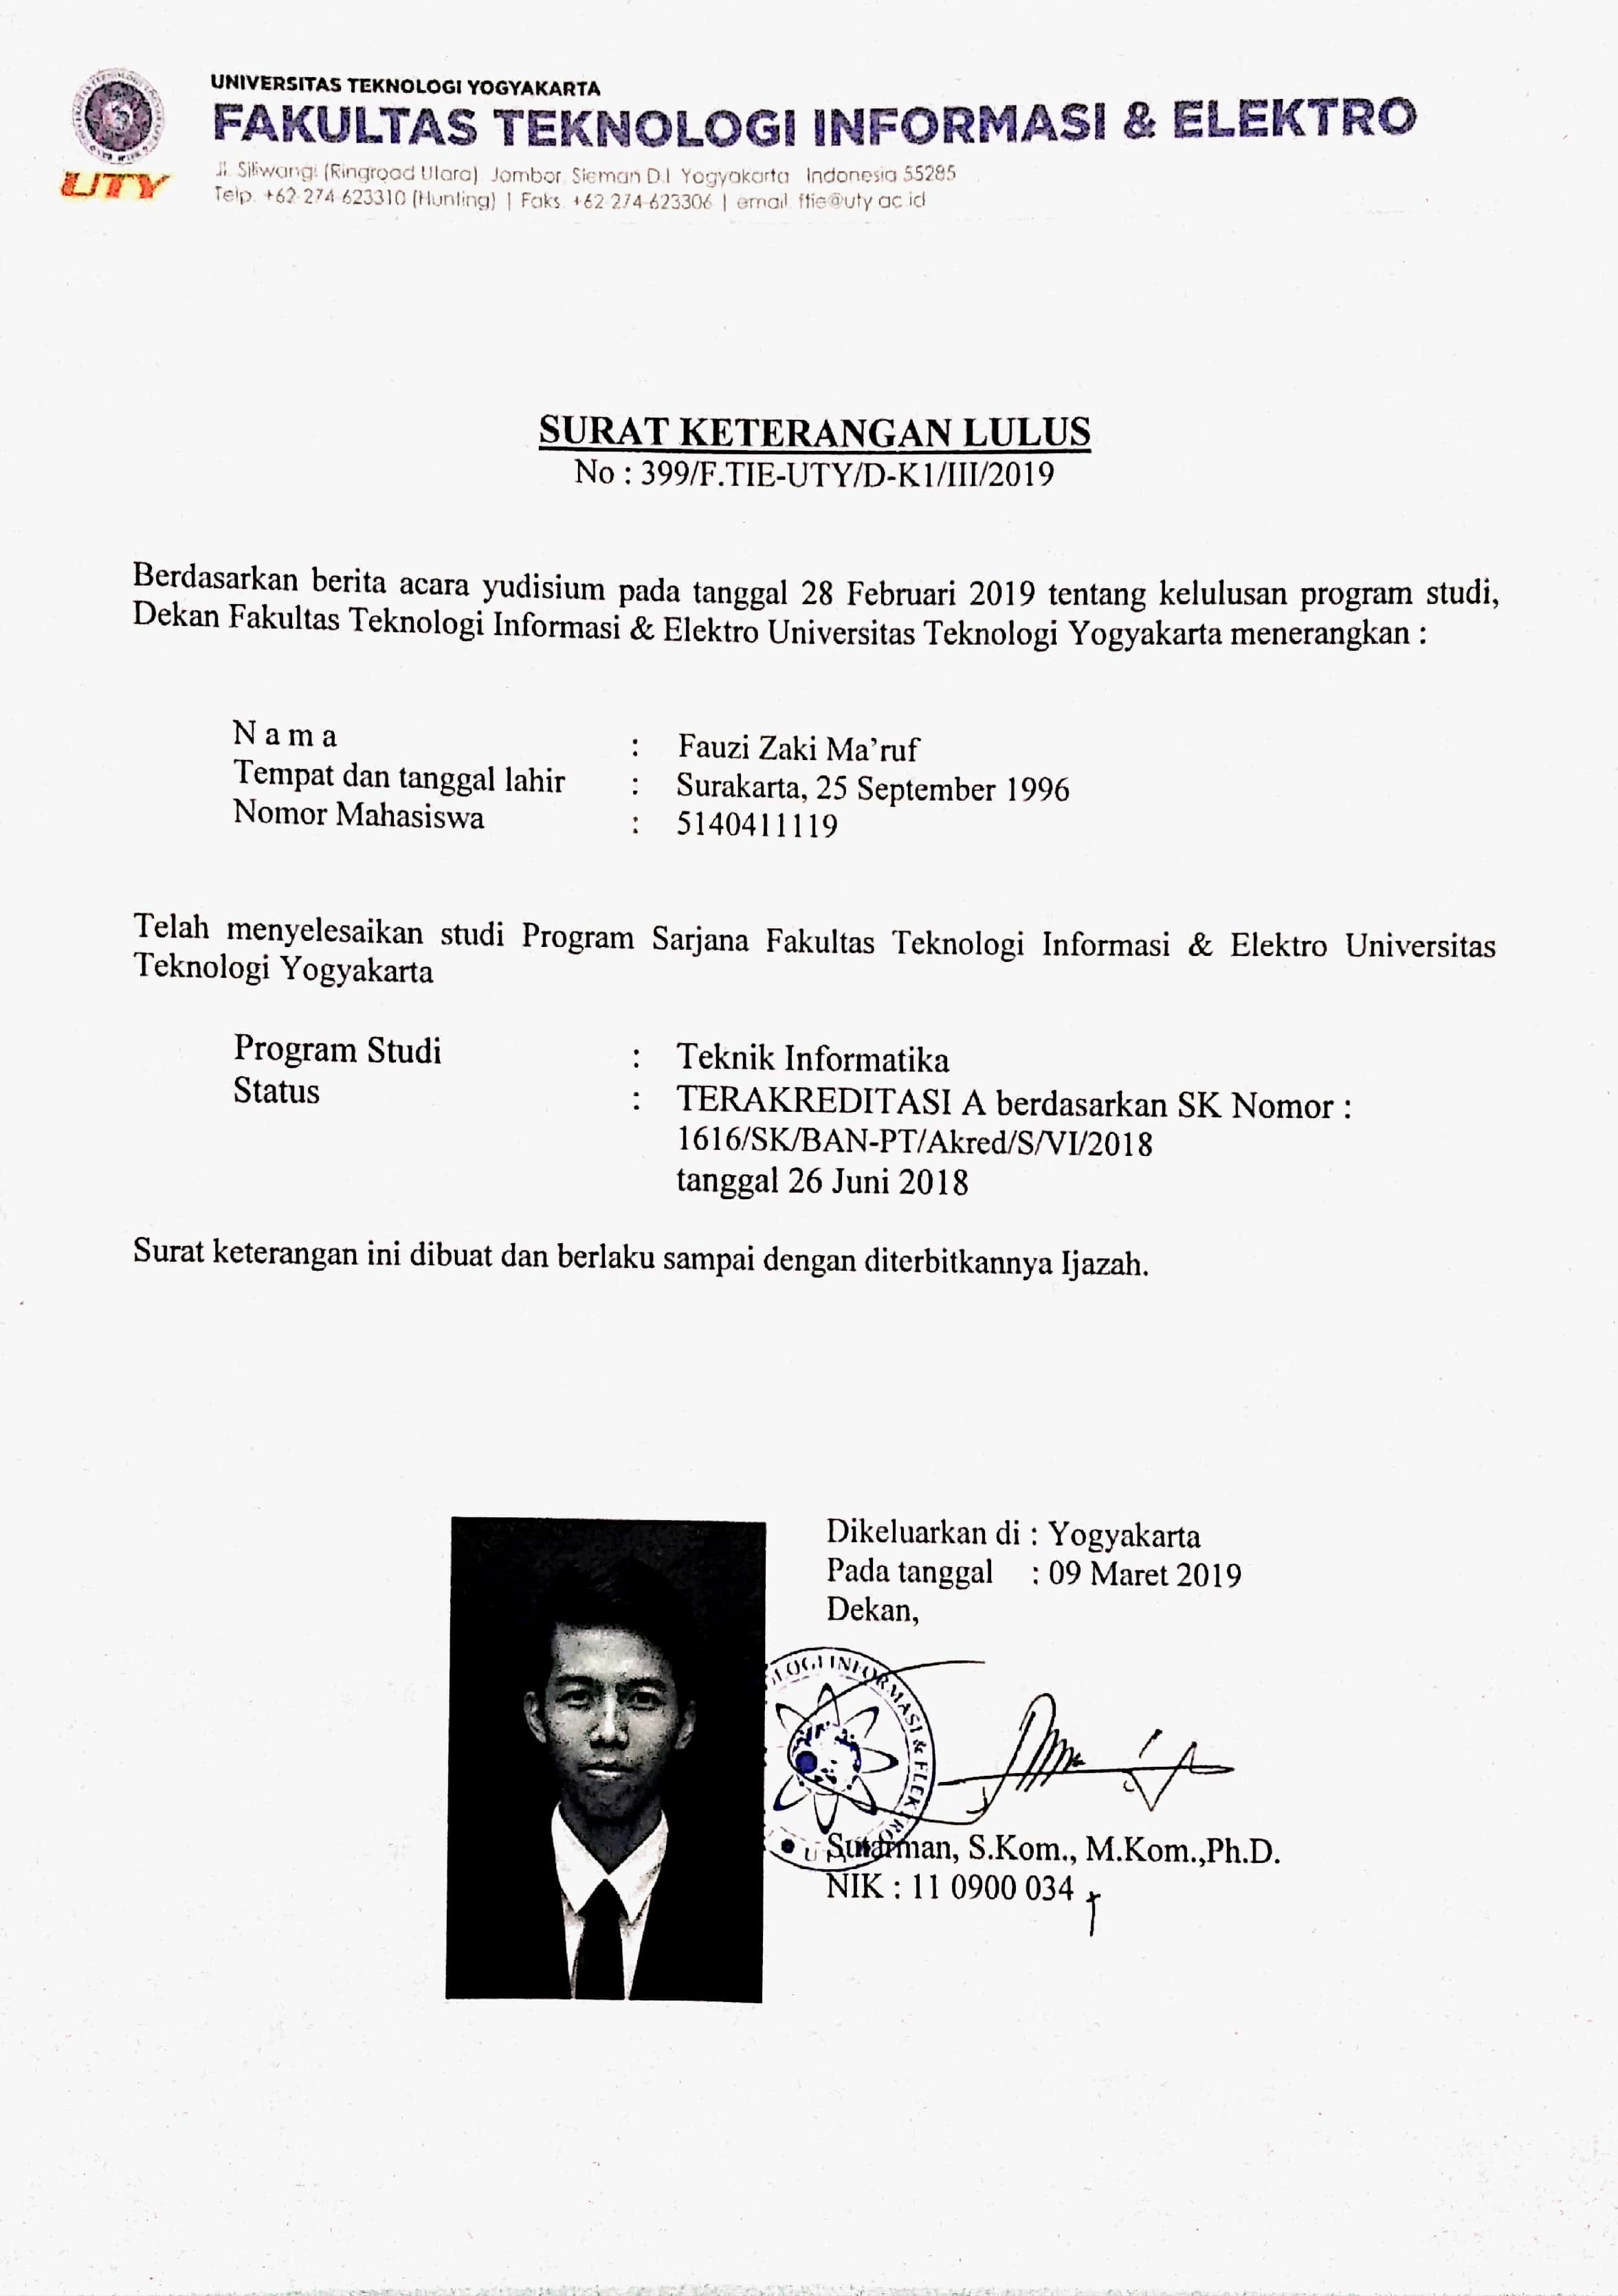 UNIVERSITAS TEKNOLOGI YOGYAKARTA
FAKULTAS TEKNOLOGI INFORMASI & ELEKTRO
UTY
Jl. Siliwangi (Ringroad Utara) Jombor Sleman D.I Yogyakarta Indonesia 55285
Telp. +62-274-623310 (Hunting) | Faks. +62-274-623306 | email. ftie@uty.ac.id
SURAT KETERANGAN LULUS
No : 399/F.TIE-UTY/D-K1/III/2019
Berdasarkan berita acara yudisium pada tanggal 28 Februari 2019 tentang kelulusan program studi,
Dekan Fakultas Teknologi Informasi & Elektro Universitas Teknologi Yogyakarta menerangkan :
N a m a : Fauzi Zaki Ma’ruf
Tempat dan tanggal lahir : Surakarta, 25 September 1996
Nomor Mahasiswa : 5140411119
Telah menyelesaikan studi Program Sarjana Fakultas Teknologi Informasi & Elektro Universitas
Teknologi Yogyakarta
Program Studi : Teknik Informatika
Status : TERAKREDITASI A berdasarkan SK Nomor :
1616/SK/BAN-PT/Akred/S/VI/2018
tanggal 26 Juni 2018
Surat keterangan ini dibuat dan berlaku sampai dengan diterbitkannya Ijazah.
Dikeluarkan di : Yogyakarta
Pada tanggal : 09 Maret 2019
Dekan,
LOGI INFORMASI & ELEKTRO
Sutarman, S.Kom., M.Kom.,Ph.D.
NIK : 11 0900 034